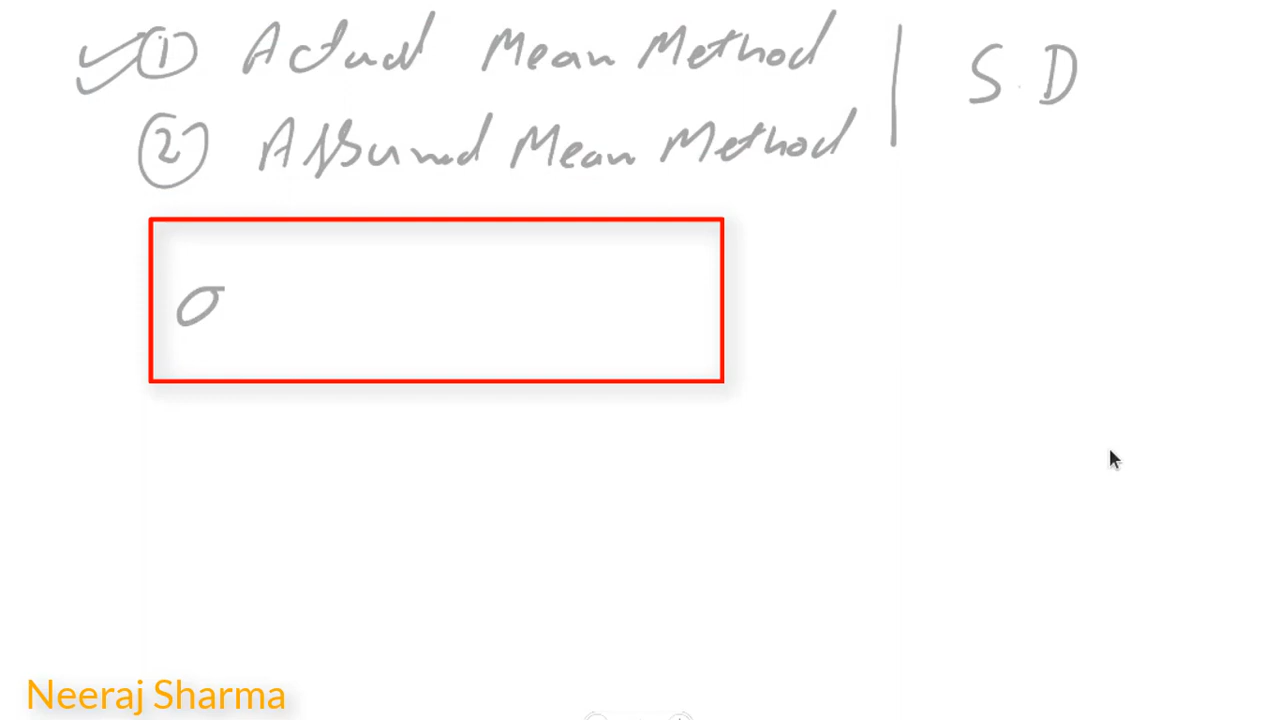 ① Actual Mean Method | S.D
② Assumed Mean Method
σ
Neeraj Sharma